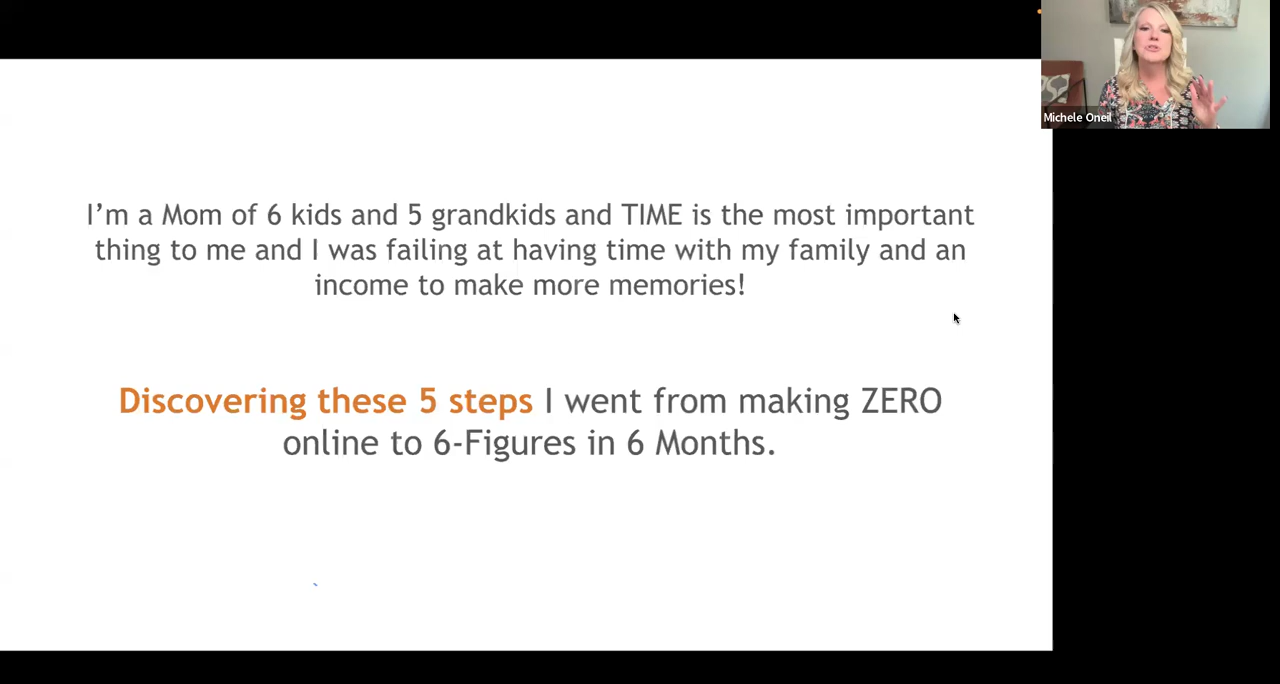 Michele Oneil
I’m a Mom of 6 kids and 5 grandkids and TIME is the most important
thing to me and I was failing at having time with my family and an
income to make more memories!
Discovering these 5 steps I went from making ZERO
online to 6-Figures in 6 Months.
`